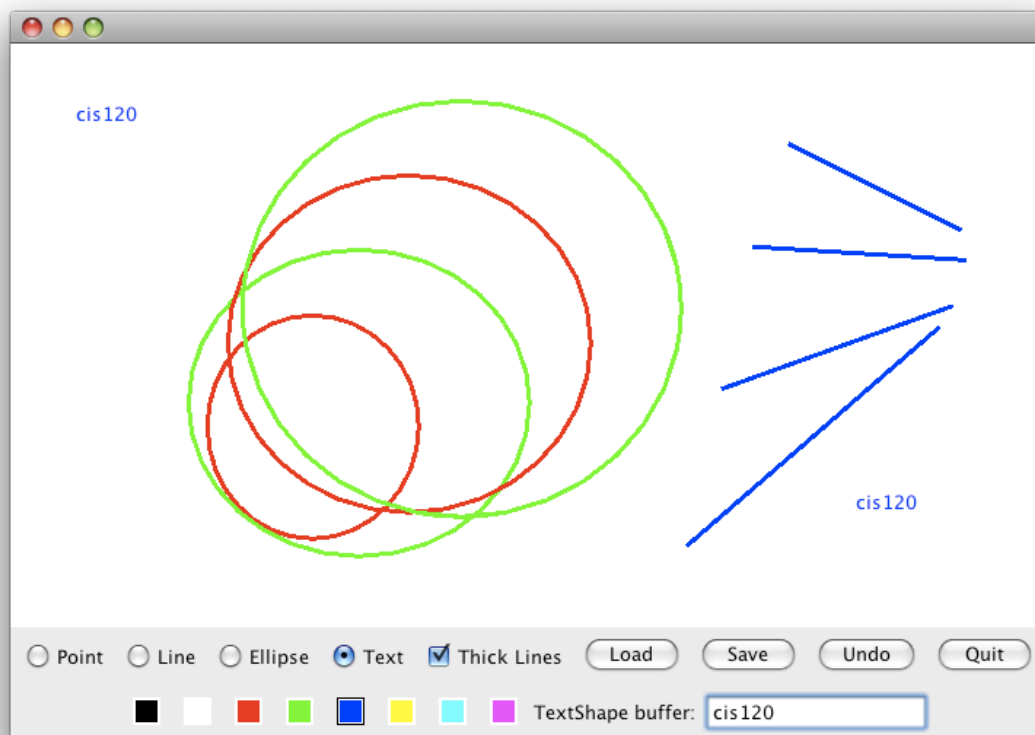 cis120
cis120
Point Line Ellipse Text Thick Lines Load Save Undo Quit
TextShape buffer: cis120